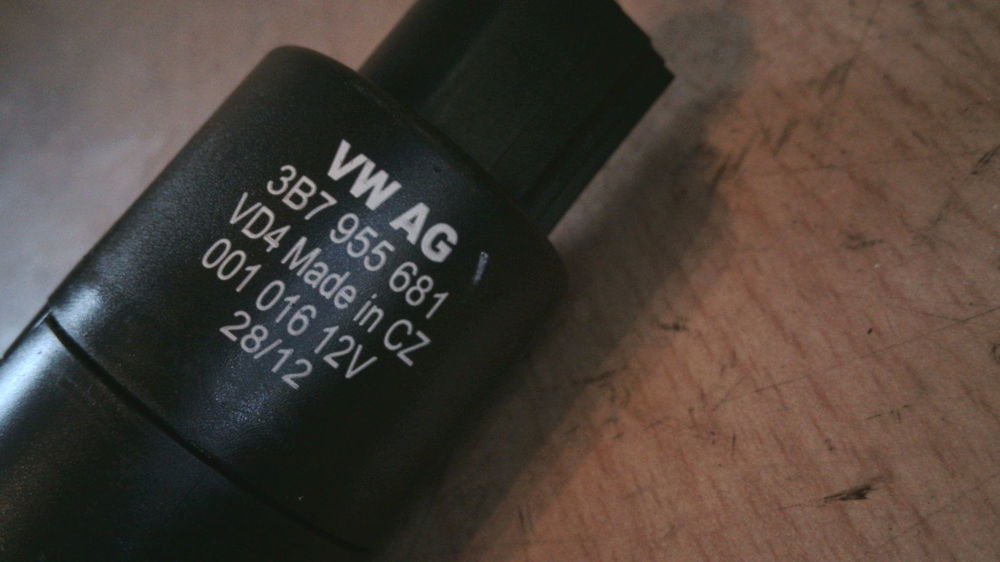 VW AG
3B7 955 681
VD4 Made in CZ
001 016 12V
28/12